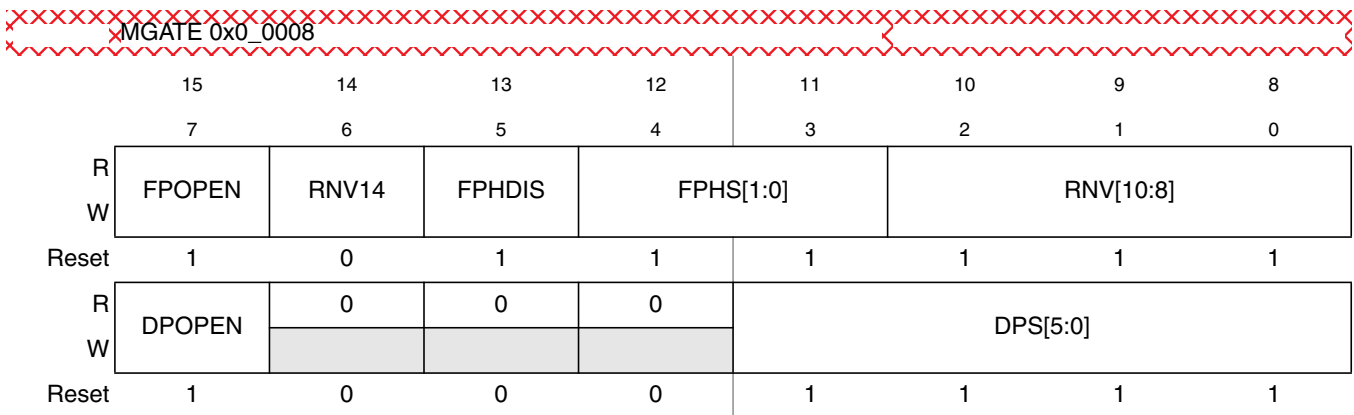 MGATE 0x0_0008
15 14 13 12 11 10 9 8
7 6 5 4 3 2 1 0
R
FPOPEN RNV14 FPHDIS FPHS[1:0] RNV[10:8]
W
Reset 1 0 1 1 1 1 1 1
R 0 0 0
DPOPEN DPS[5:0]
W
Reset 1 0 0 0 1 1 1 1